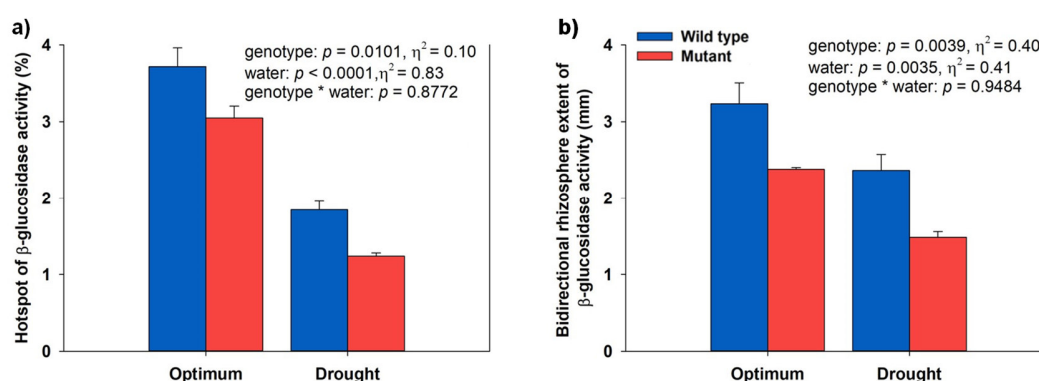 a)
Hotspot of β-glucosidase activity (%)
4
3
2
1
0
genotype: p = 0.0101, η² = 0.10
water: p < 0.0001,η² = 0.83
genotype * water: p = 0.8772
Optimum Drought
b)
Bidirectional rhizosphere extent of
β-glucosidase activity (mm)
4
3
2
1
0
Wild type
Mutant
genotype: p = 0.0039, η² = 0.40
water: p = 0.0035, η² = 0.41
genotype * water: p = 0.9484
Optimum Drought